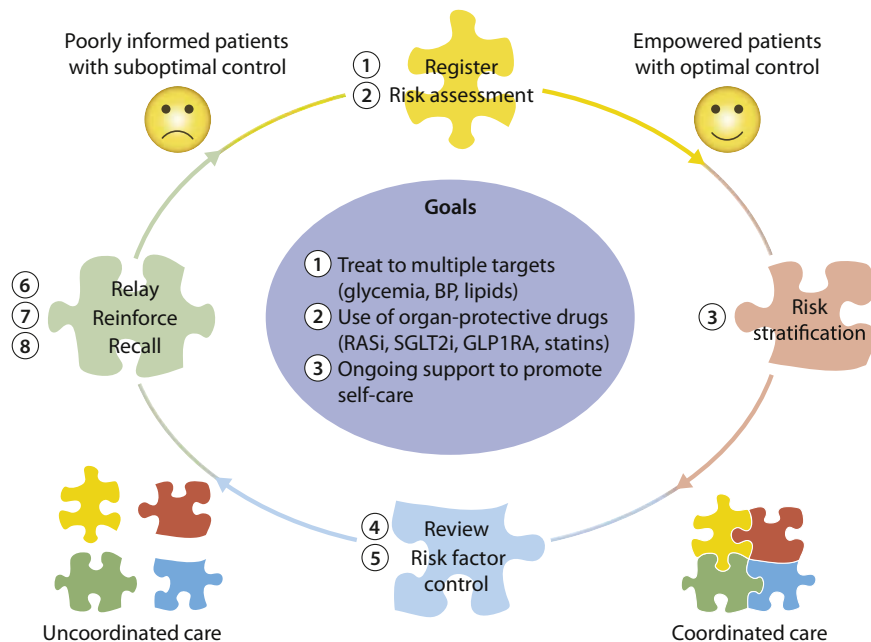 Poorly informed patients
with suboptimal control
1 Register
2 Risk assessment
Empowered patients
with optimal control
Goals
1 Treat to multiple targets
(glycemia, BP, lipids)
2 Use of organ-protective drugs
(RASi, SGLT2i, GLP1RA, statins)
3 Ongoing support to promote
self-care
6 Relay
7 Reinforce
8 Recall
3 Risk
stratification
4 Review
5 Risk factor
control
Uncoordinated care
Coordinated care